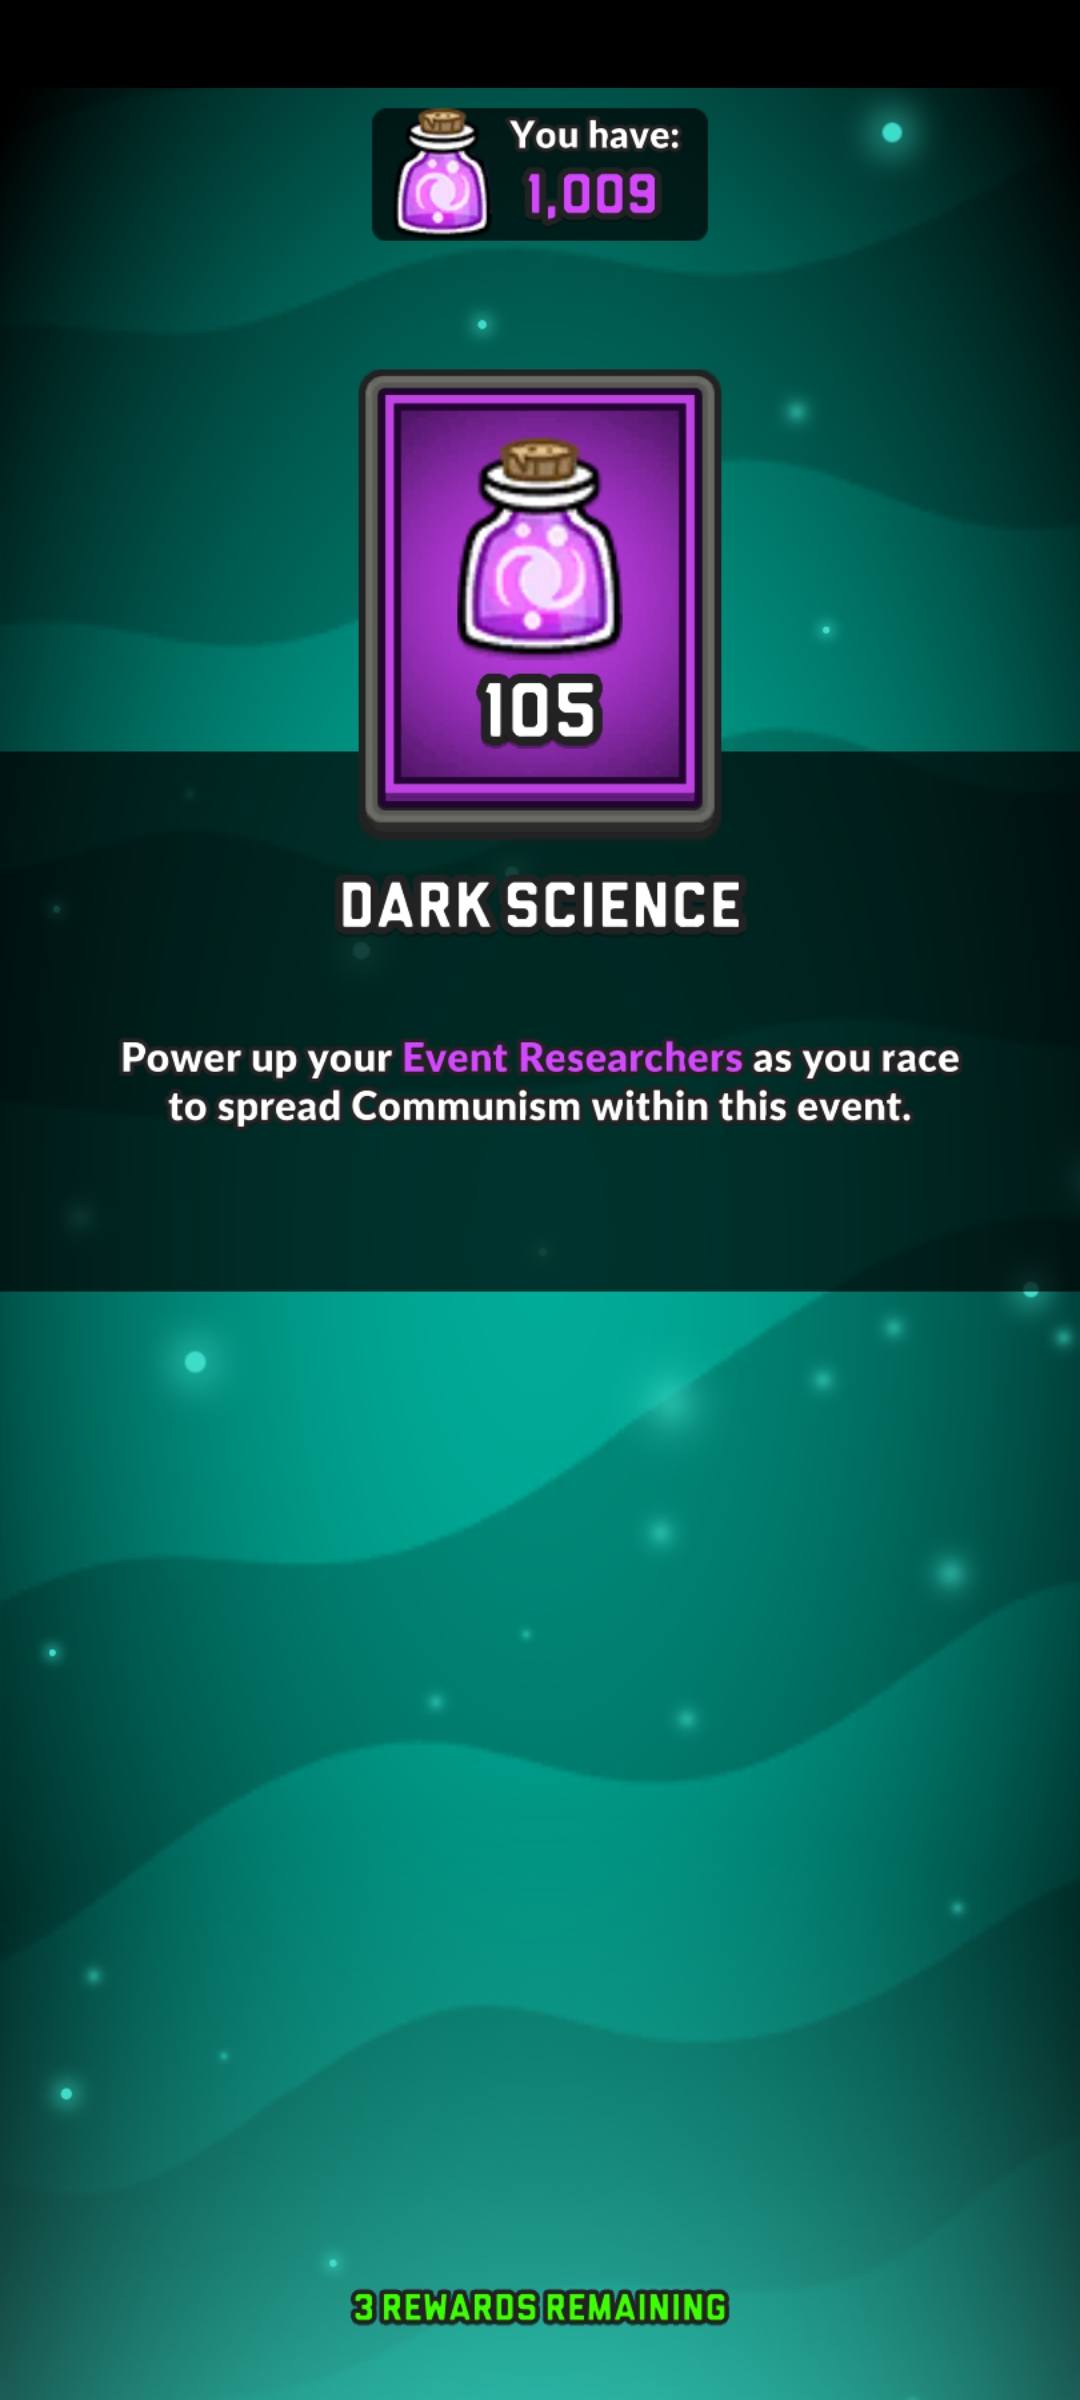 You have:
1,009
105
DARK SCIENCE
Power up your Event Researchers as you race
to spread Communism within this event.
3 REWARDS REMAINING